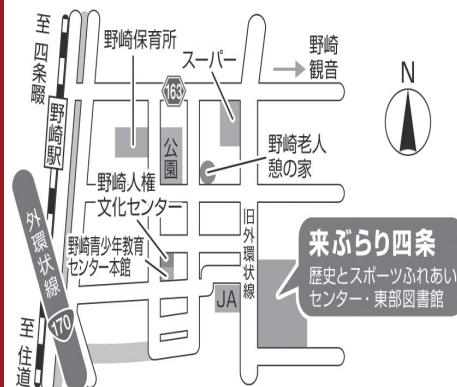 至 四条畷
野崎駅
外環状線
170
至 住道
野崎保育所
163
スーパー
野崎
観音
N
公園
野崎老人
憩の家
野崎人権
文化センター
野崎青少年教育
センター本館
旧外環状線
JA
来ぶらり四条
歴史とスポーツふれあい
センター・東部図書館